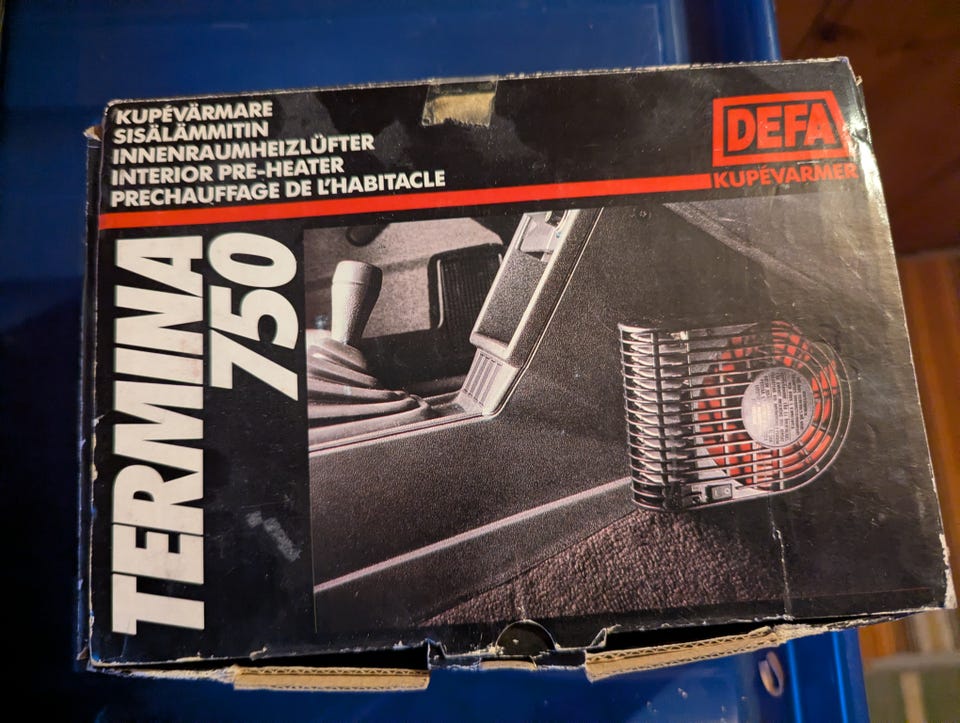 KUPÉVÄRMARE
SISÄLÄMMITIN
INNENRAUMHEIZLÜFTER
INTERIOR PRE-HEATER
PRECHAUFFAGE DE L'HABITACLE
DEFA
KUPÉVARMER
TERMINA
750